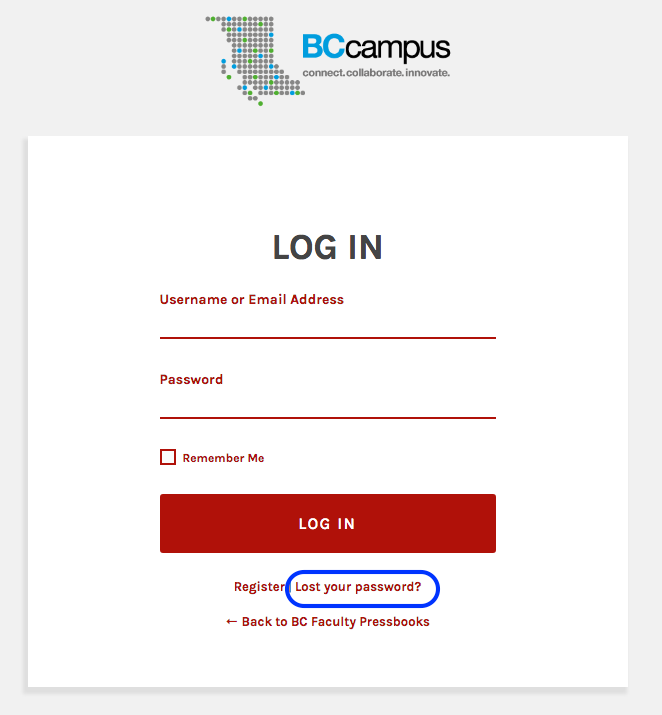 BCcampus
connect.collaborate.innovate.
LOG IN
Username or Email Address
Password
Remember Me
LOG IN
Register | Lost your password?
← Back to BC Faculty Pressbooks